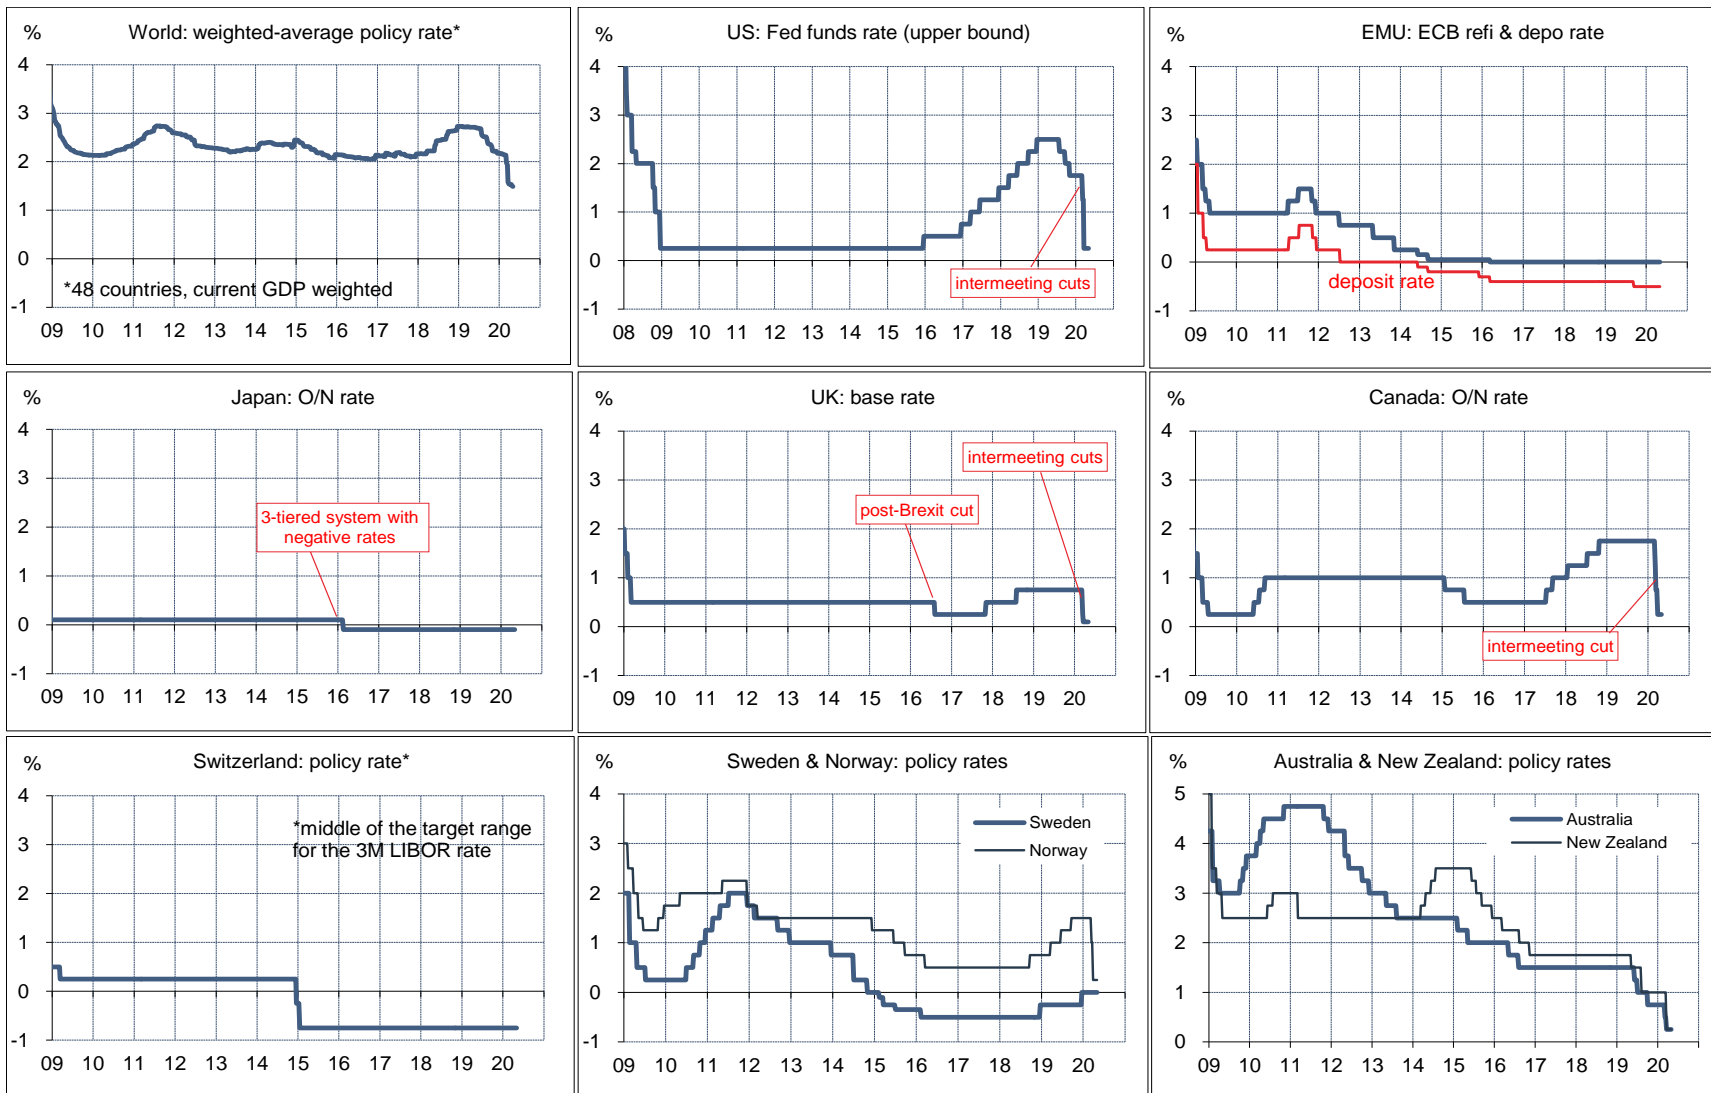 % World: weighted-average policy rate*
4
3
2
1
0
-1
*48 countries, current GDP weighted
09 10 11 12 13 14 15 16 17 18 19 20
% US: Fed funds rate (upper bound)
4
3
2
1
0
-1
intermeeting cuts
08 09 10 11 12 13 14 15 16 17 18 19 20
% EMU: ECB refi & depo rate
4
3
2
1
0
-1
deposit rate
09 10 11 12 13 14 15 16 17 18 19 20
% Japan: O/N rate
4
3
2
1
0
-1
3-tiered system with
negative rates
09 10 11 12 13 14 15 16 17 18 19 20
% UK: base rate
4
3
2
1
0
-1
intermeeting cuts
post-Brexit cut
09 10 11 12 13 14 15 16 17 18 19 20
% Canada: O/N rate
4
3
2
1
0
-1
intermeeting cut
09 10 11 12 13 14 15 16 17 18 19 20
% Switzerland: policy rate*
4
3
2
1
0
-1
*middle of the target range
for the 3M LIBOR rate
09 10 11 12 13 14 15 16 17 18 19 20
% Sweden & Norway: policy rates
4
3
2
1
0
-1
Sweden
Norway
09 10 11 12 13 14 15 16 17 18 19 20
% Australia & New Zealand: policy rates
5
4
3
2
1
0
Australia
New Zealand
09 10 11 12 13 14 15 16 17 18 19 20